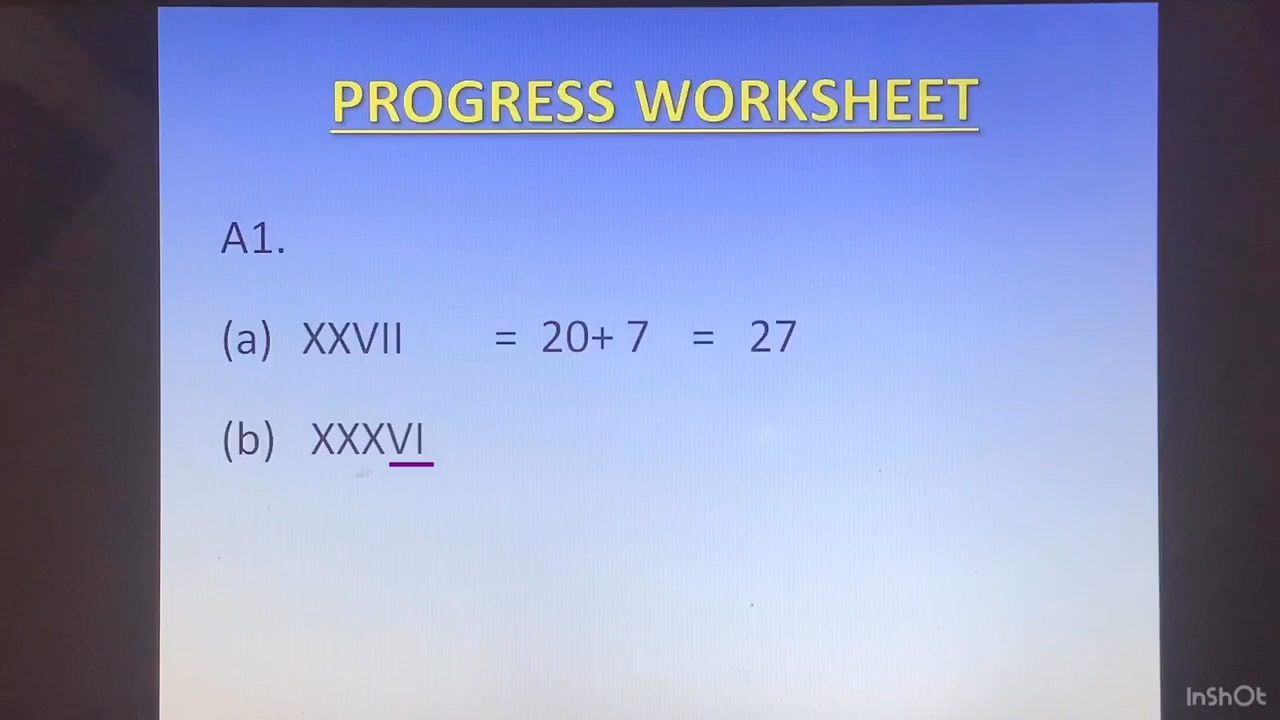 PROGRESS WORKSHEET
A1.
(a) XXVII = 20+ 7 = 27
(b) XXXVI
InShOt